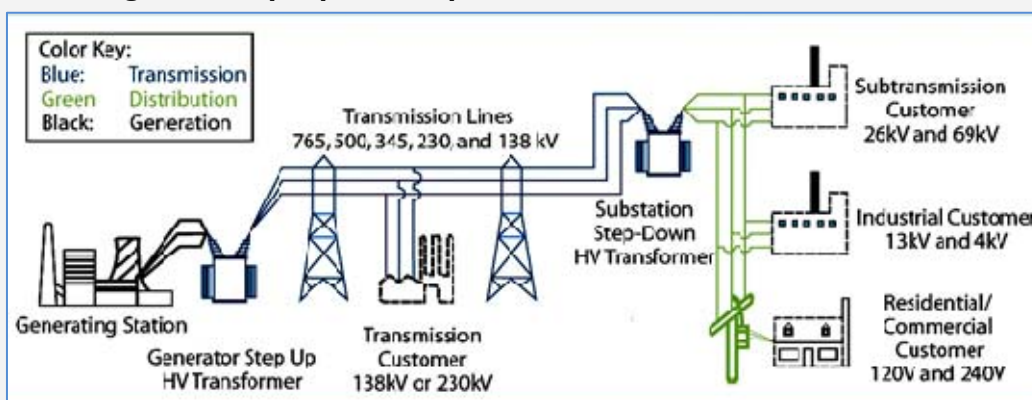 Color Key:
Blue: Transmission
Green Distribution
Black: Generation
Transmission Lines
765, 500, 345, 230, and 138 kV
Subtransmission
Customer
26kV and 69kV
Substation
Step-Down
HV Transformer
Industrial Customer
13kV and 4kV
Generating Station
Generator Step Up
HV Transformer
Transmission
Customer
138kV or 230kV
Residential/
Commercial
Customer
120V and 240V